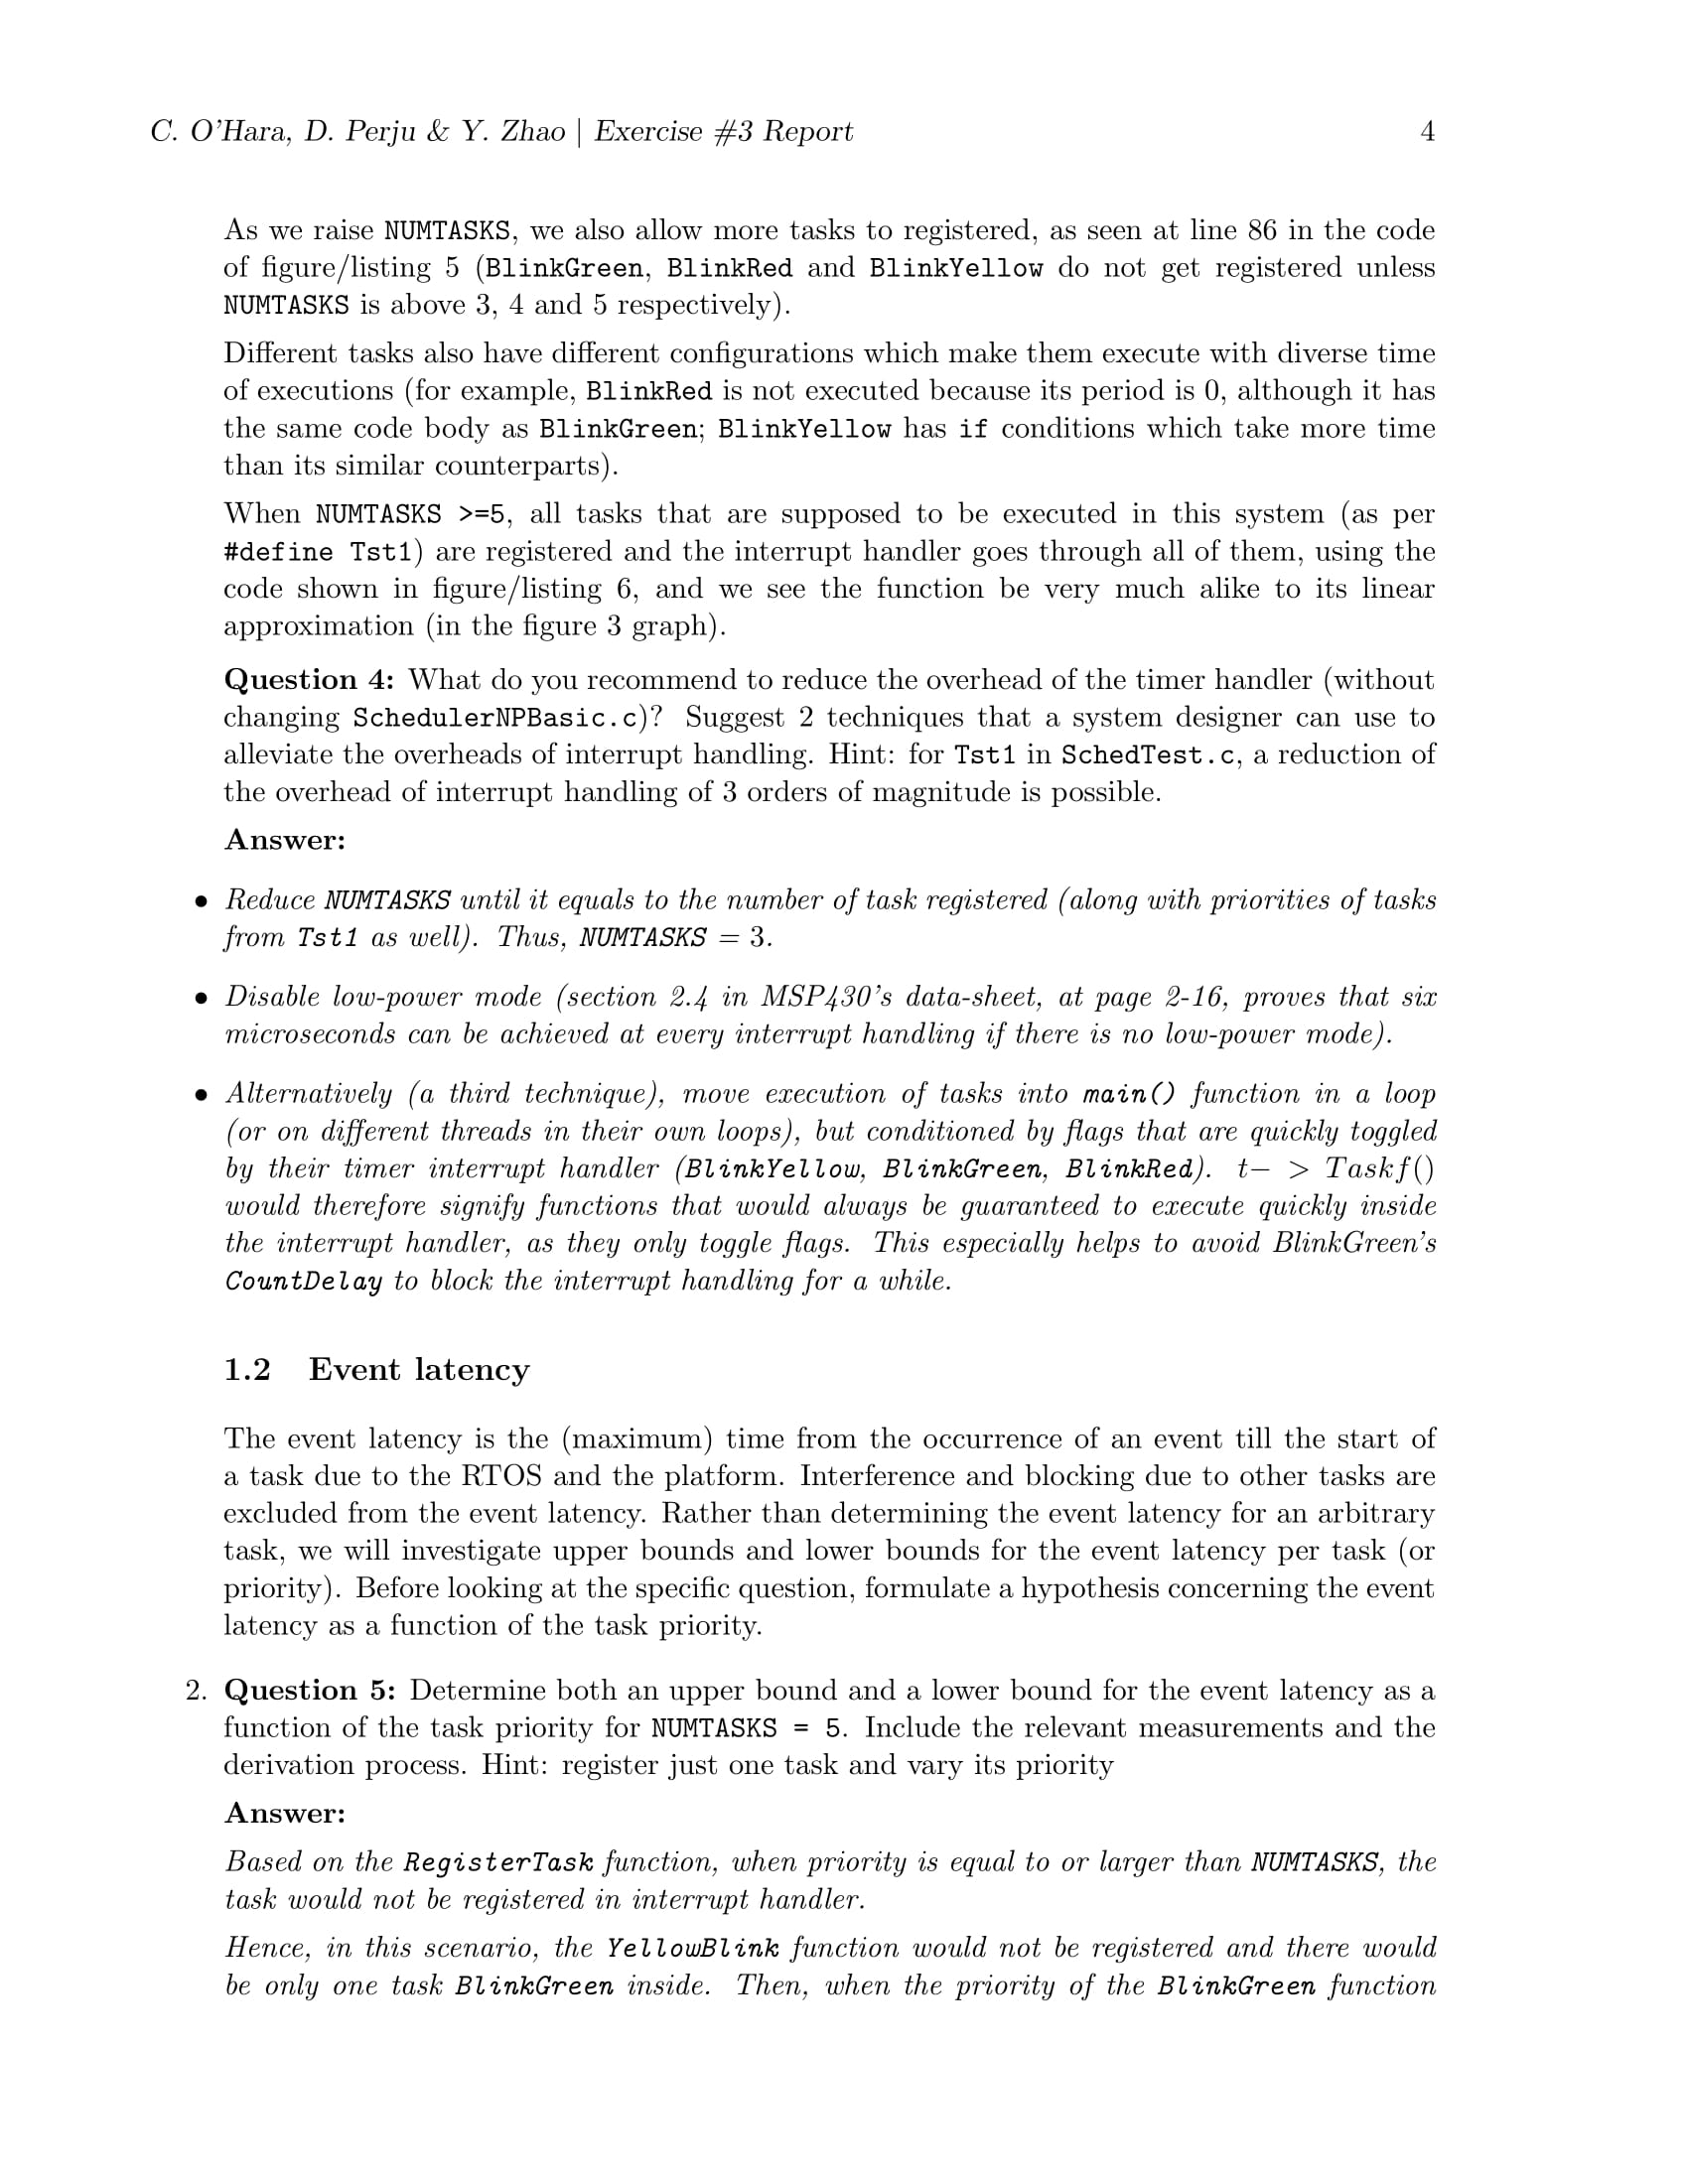 C. O'Hara, D. Perju & Y. Zhao | Exercise #3 Report 4
As we raise NUMTASKS, we also allow more tasks to registered, as seen at line 86 in the code
of figure/listing 5 (BlinkGreen, BlinkRed and BlinkYellow do not get registered unless
NUMTASKS is above 3, 4 and 5 respectively).
Different tasks also have different configurations which make them execute with diverse time
of executions (for example, BlinkRed is not executed because its period is 0, although it has
the same code body as BlinkGreen; BlinkYellow has if conditions which take more time
than its similar counterparts).
When NUMTASKS >=5, all tasks that are supposed to be executed in this system (as per
#define Tst1) are registered and the interrupt handler goes through all of them, using the
code shown in figure/listing 6, and we see the function be very much alike to its linear
approximation (in the figure 3 graph).
Question 4: What do you recommend to reduce the overhead of the timer handler (without
changing SchedulerNPBasic.c)? Suggest 2 techniques that a system designer can use to
alleviate the overheads of interrupt handling. Hint: for Tst1 in SchedTest.c, a reduction of
the overhead of interrupt handling of 3 orders of magnitude is possible.
Answer:
• Reduce NUMTASKS until it equals to the number of task registered (along with priorities of tasks
from Tst1 as well). Thus, NUMTASKS = 3.
• Disable low-power mode (section 2.4 in MSP430's data-sheet, at page 2-16, proves that six
microseconds can be achieved at every interrupt handling if there is no low-power mode).
• Alternatively (a third technique), move execution of tasks into main() function in a loop
(or on different threads in their own loops), but conditioned by flags that are quickly toggled
by their timer interrupt handler (BlinkYellow, BlinkGreen, BlinkRed). t− > Taskf()
would therefore signify functions that would always be guaranteed to execute quickly inside
the interrupt handler, as they only toggle flags. This especially helps to avoid BlinkGreen's
CountDelay to block the interrupt handling for a while.
1.2 Event latency
The event latency is the (maximum) time from the occurrence of an event till the start of
a task due to the RTOS and the platform. Interference and blocking due to other tasks are
excluded from the event latency. Rather than determining the event latency for an arbitrary
task, we will investigate upper bounds and lower bounds for the event latency per task (or
priority). Before looking at the specific question, formulate a hypothesis concerning the event
latency as a function of the task priority.
2. Question 5: Determine both an upper bound and a lower bound for the event latency as a
function of the task priority for NUMTASKS = 5. Include the relevant measurements and the
derivation process. Hint: register just one task and vary its priority
Answer:
Based on the RegisterTask function, when priority is equal to or larger than NUMTASKS, the
task would not be registered in interrupt handler.
Hence, in this scenario, the YellowBlink function would not be registered and there would
be only one task BlinkGreen inside. Then, when the priority of the BlinkGreen function